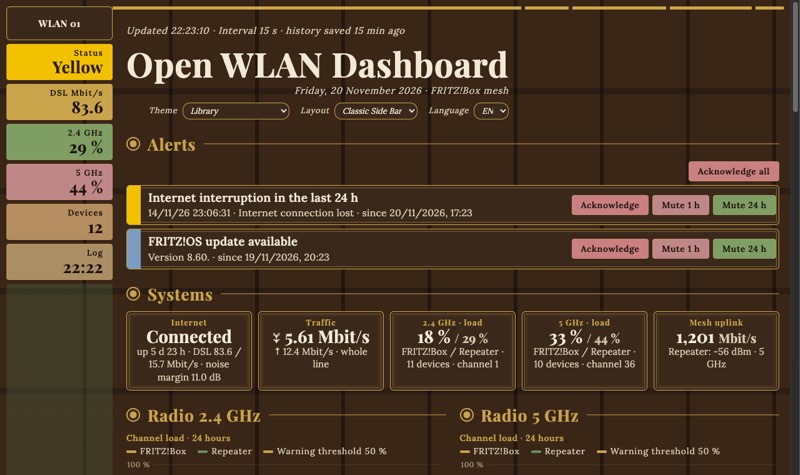 WLAN 01
Status
Yellow
DSL Mbit/s
83.6
2.4 GHz
29 %
5 GHz
44 %
Devices
12
Log
22:22
Updated 22:23:10 · Interval 15 s · history saved 15 min ago
Open WLAN Dashboard
Friday, 20 November 2026 · FRITZ!Box mesh
Theme Library Layout Classic Side Bar Language EN
Alerts
Acknowledge all
Internet interruption in the last 24 h
14/11/26 23:06:31 · Internet connection lost · since 20/11/2026, 17:23
Acknowledge Mute 1 h Mute 24 h
FRITZ!OS update available
Version 8.60. · since 19/11/2026, 20:23
Acknowledge Mute 1 h Mute 24 h
Systems
Internet
Connected
up 5 d 23 h · DSL 83.6 /
15.7 Mbit/s · noise
margin 11.0 dB
Traffic
↓ 5.61 Mbit/s
↑ 12.4 Mbit/s · whole
line
2.4 GHz · load
18 % / 29 %
FRITZ!Box / Repeater ·
11 devices · channel 1
5 GHz · load
33 % / 44 %
FRITZ!Box / Repeater ·
10 devices · channel 36
Mesh uplink
1,201 Mbit/s
Repeater: -56 dBm · 5
GHz
Radio 2.4 GHz
Channel load · 24 hours
FRITZ!Box Repeater Warning threshold 50 %
100 %
Radio 5 GHz
Channel load · 24 hours
FRITZ!Box Repeater Warning threshold 50 %
100 %